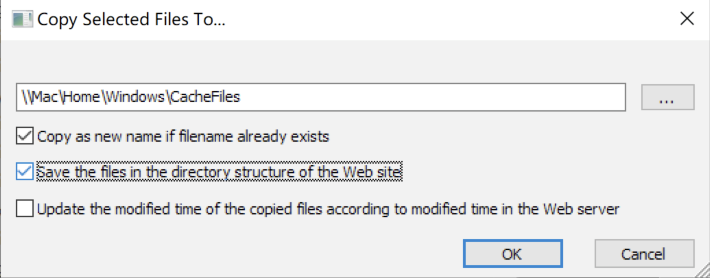 Copy Selected Files To...
\\Mac\Home\Windows\CacheFiles
...
Copy as new name if filename already exists
Save the files in the directory structure of the Web site
Update the modified time of the copied files according to modified time in the Web server
OK Cancel